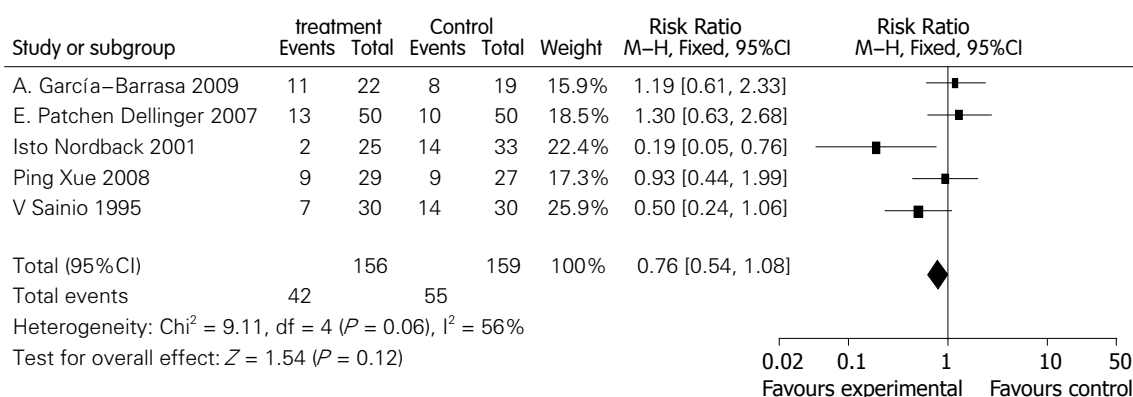 treatment Control Risk Ratio Risk Ratio
Study or subgroup Events Total Events Total Weight M–H, Fixed, 95%CI M–H, Fixed, 95%CI
A. García–Barrasa 2009 11 22 8 19 15.9% 1.19 [0.61, 2.33]
E. Patchen Dellinger 2007 13 50 10 50 18.5% 1.30 [0.63, 2.68]
Isto Nordback 2001 2 25 14 33 22.4% 0.19 [0.05, 0.76]
Ping Xue 2008 9 29 9 27 17.3% 0.93 [0.44, 1.99]
V Sainio 1995 7 30 14 30 25.9% 0.50 [0.24, 1.06]
Total (95%CI) 156 159 100% 0.76 [0.54, 1.08]
Total events 42 55
Heterogeneity: Chi² = 9.11, df = 4 (P = 0.06), I² = 56%
Test for overall effect: Z = 1.54 (P = 0.12)
0.02 0.1 1 10 50
Favours experimental Favours control